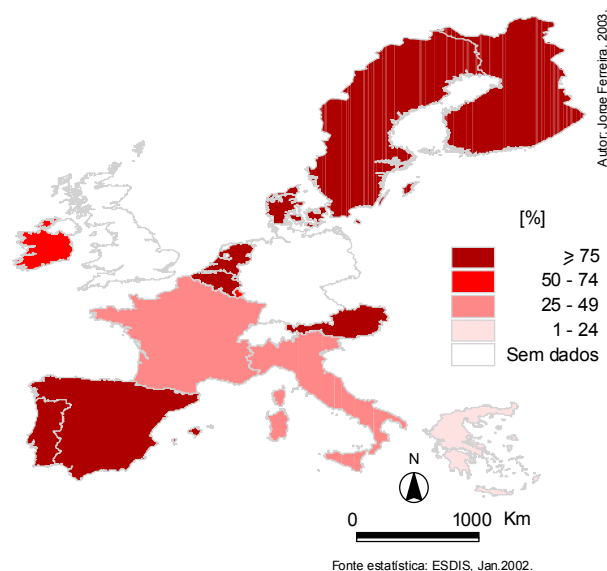 Autor: Jorge Ferreira, 2003.
[%]
⩾ 75
50 - 74
25 - 49
1 - 24
Sem dados
N
0 1000 Km
Fonte estatística: ESDIS, Jan.2002.